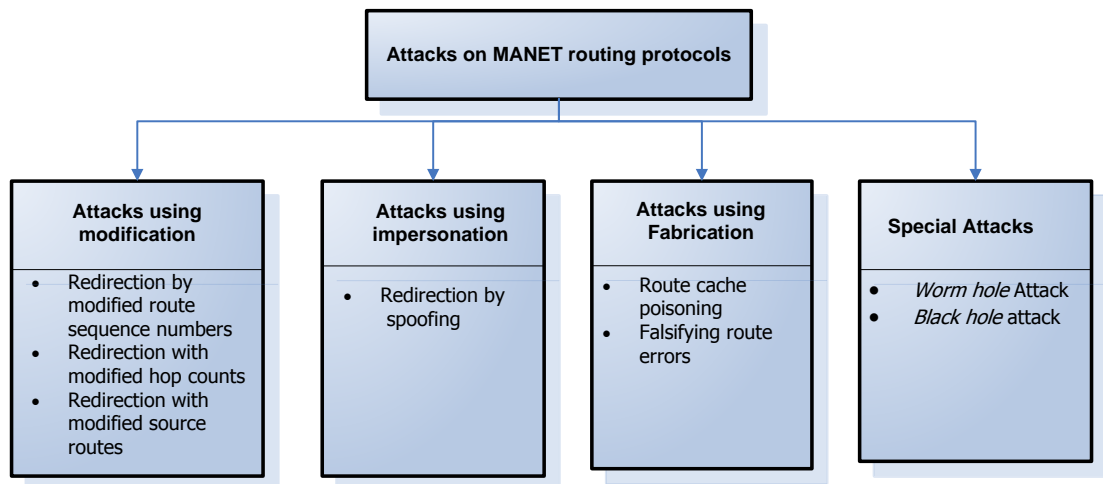 Attacks on MANET routing protocols
Attacks using
modification
• Redirection by
modified route
sequence numbers
• Redirection with
modified hop counts
• Redirection with
modified source
routes
Attacks using
impersonation
• Redirection by
spoofing
Attacks using
Fabrication
• Route cache
poisoning
• Falsifying route
errors
Special Attacks
• Worm hole Attack
• Black hole attack